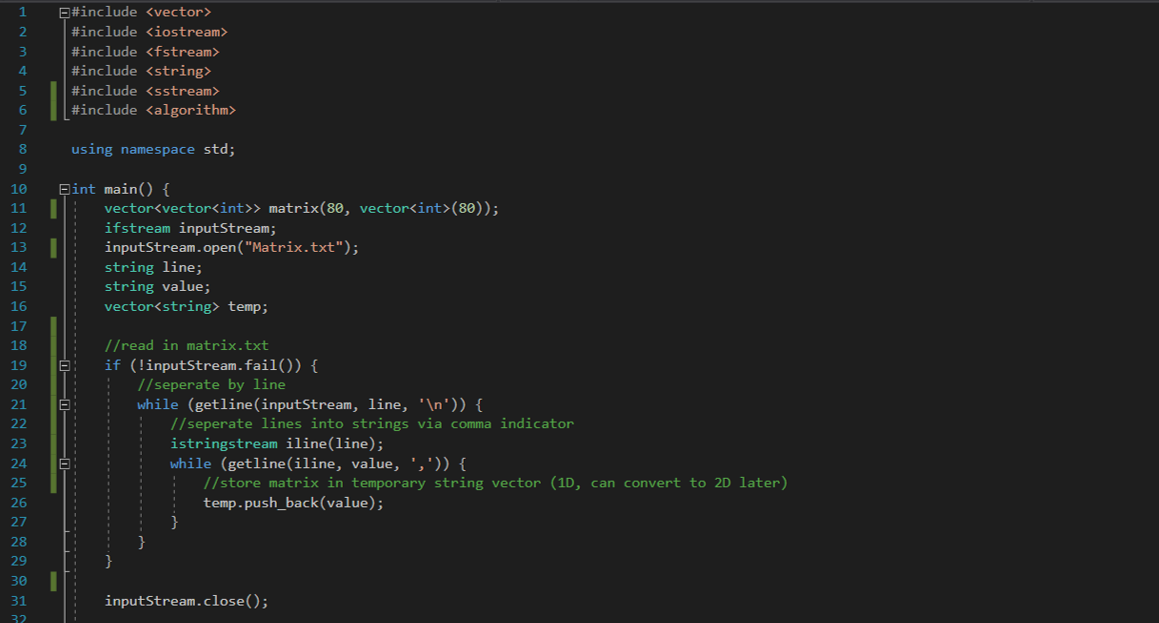 1 #include <vector>
2 #include <iostream>
3 #include <fstream>
4 #include <string>
5 #include <sstream>
6 #include <algorithm>
7
8 using namespace std;
9
10 int main() {
11 vector<vector<int>> matrix(80, vector<int>(80));
12 ifstream inputStream;
13 inputStream.open("Matrix.txt");
14 string line;
15 string value;
16 vector<string> temp;
17
18 //read in matrix.txt
19 if (!inputStream.fail()) {
20 //seperate by line
21 while (getline(inputStream, line, '\n')) {
22 //seperate lines into strings via comma indicator
23 istringstream iline(line);
24 while (getline(iline, value, ',')) {
25 //store matrix in temporary string vector (1D, can convert to 2D later)
26 temp.push_back(value);
27 }
28 }
29 }
30
31 inputStream.close();
32